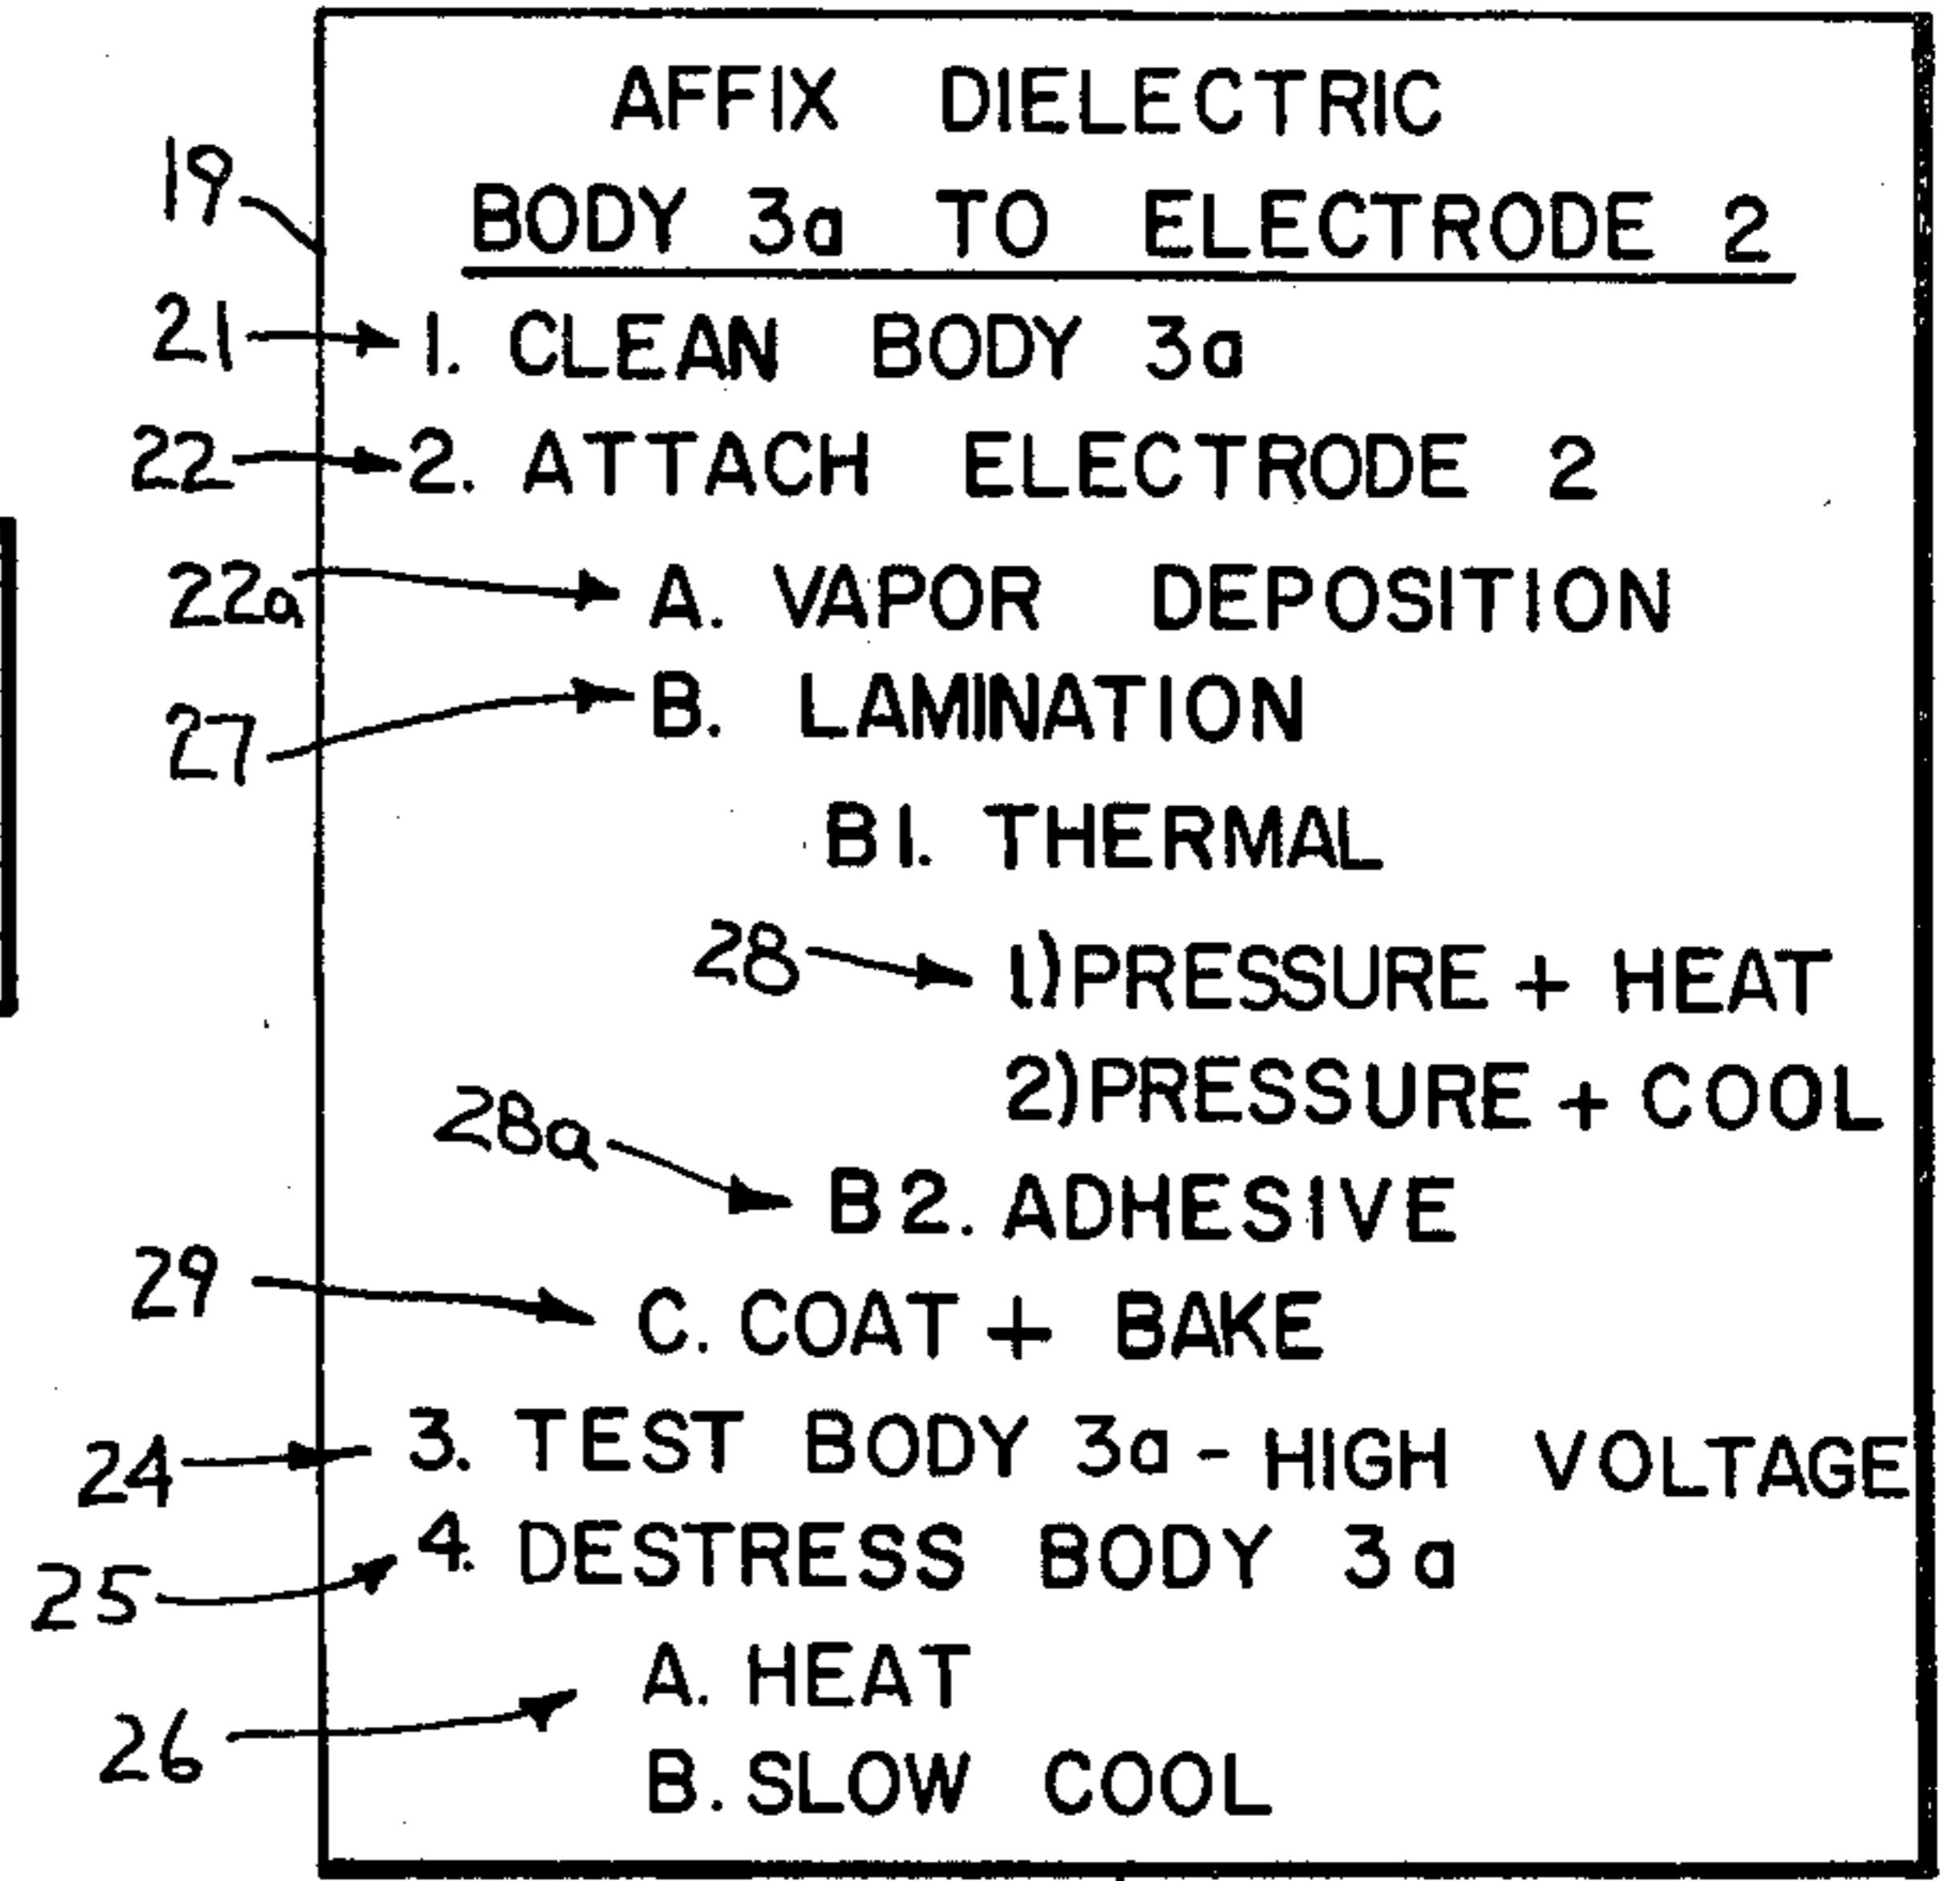 AFFIX DIELECTRIC
19 BODY 3a TO ELECTRODE 2
21 1. CLEAN BODY 3a
22 2. ATTACH ELECTRODE 2
22a A. VAPOR DEPOSITION
27 B. LAMINATION
B1. THERMAL
28 1)PRESSURE + HEAT
2)PRESSURE + COOL
28a B2. ADHESIVE
29 C. COAT + BAKE
24 3. TEST BODY 3a - HIGH VOLTAGE
25 4. DESTRESS BODY 3a
A. HEAT
26 B. SLOW COOL